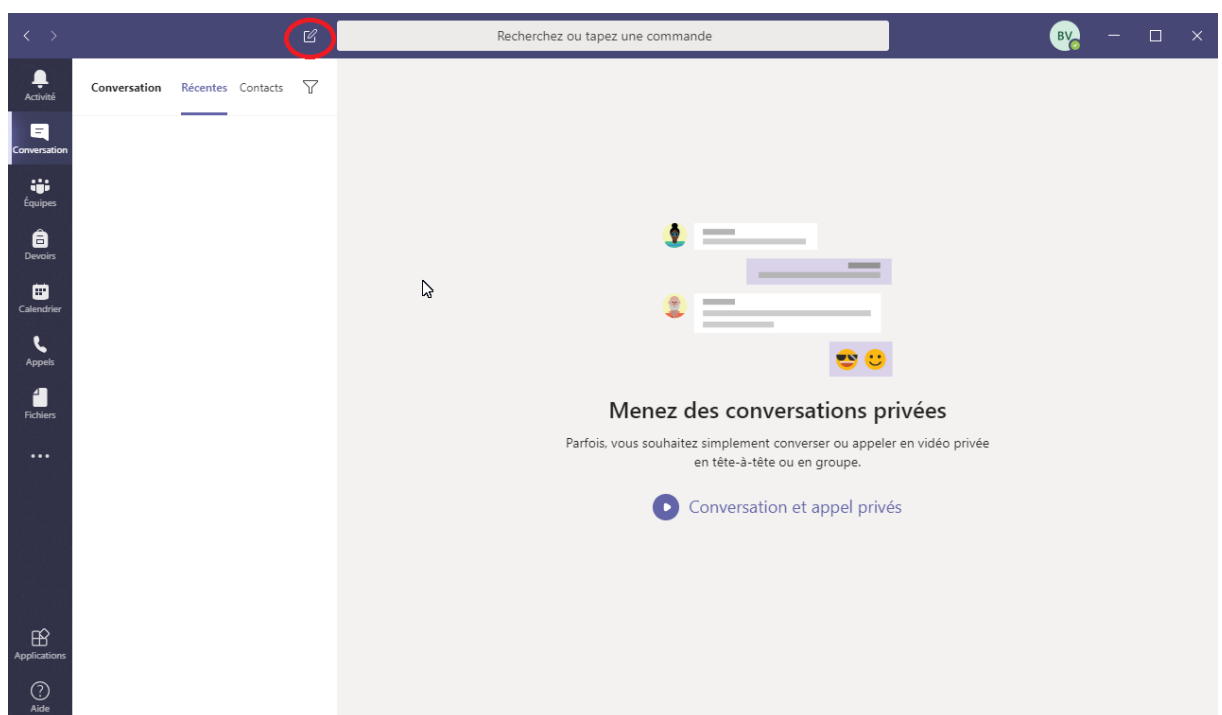 Recherchez ou tapez une commande
BV
Activité
Conversation Récentes Contacts
Conversation
Équipes
Devoirs
Calendrier
Appels
Fichiers
Menez des conversations privées
Parfois, vous souhaitez simplement converser ou appeler en vidéo privée
en tête-à-tête ou en groupe.
Conversation et appel privés
Applications
Aide